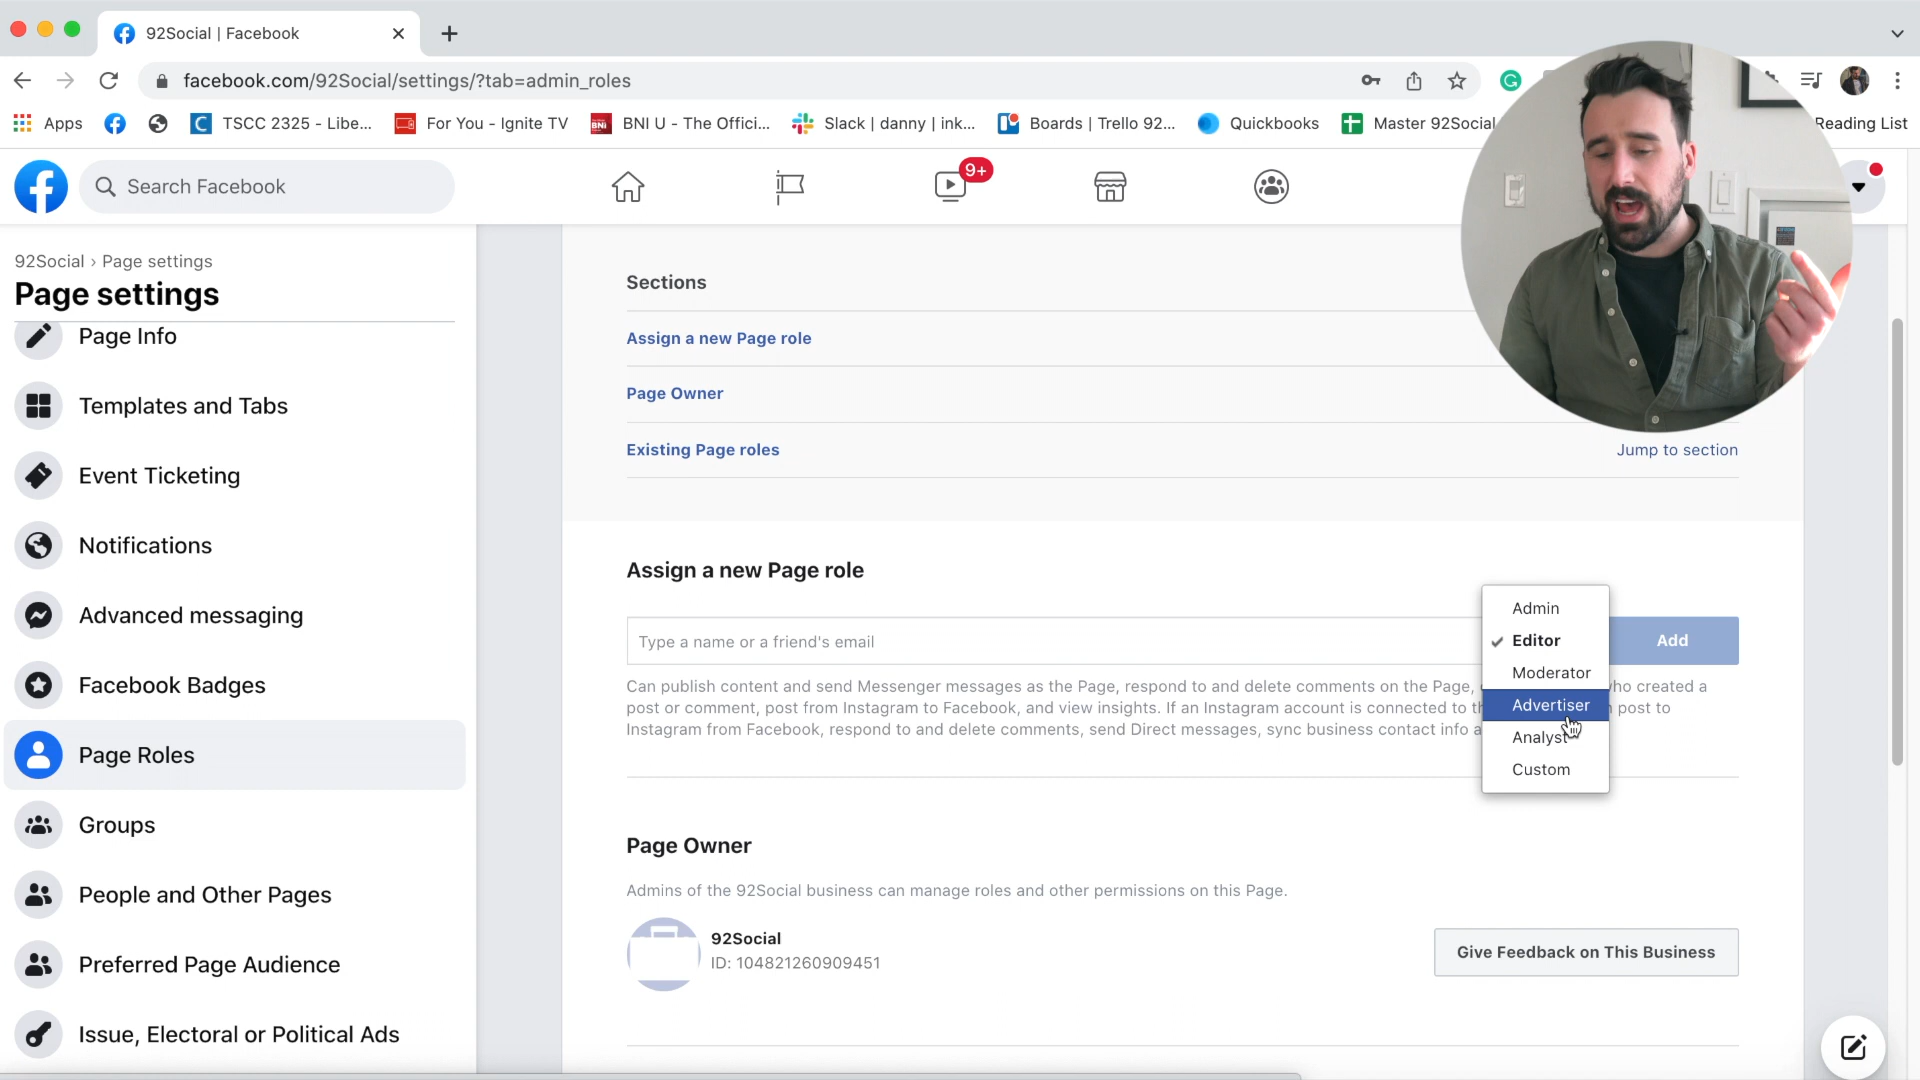 92Social | Facebook
facebook.com/92Social/settings/?tab=admin_roles
Apps
TSCC 2325 - Libe...
For You - Ignite TV
BNI U - The Offici...
Slack | danny | ink...
Boards | Trello 92...
Quickbooks
Master 92Social
Reading List
Search Facebook
9+
92Social › Page settings
Page settings
Page Info
Templates and Tabs
Event Ticketing
Notifications
Advanced messaging
Facebook Badges
Page Roles
Groups
People and Other Pages
Preferred Page Audience
Issue, Electoral or Political Ads
Sections
Assign a new Page role
Page Owner
Existing Page roles
Jump to section
Assign a new Page role
Type a name or a friend's email
Admin
Editor
Moderator
Advertiser
Analyst
Custom
Add
Can publish content and send Messenger messages as the Page, respond to and delete comments on the Page, who created a
post or comment, post from Instagram to Facebook, and view insights. If an Instagram account is connected to post to
Instagram from Facebook, respond to and delete comments, send Direct messages, sync business contact info
Page Owner
Admins of the 92Social business can manage roles and other permissions on this Page.
92Social
ID: 104821260909451
Give Feedback on This Business